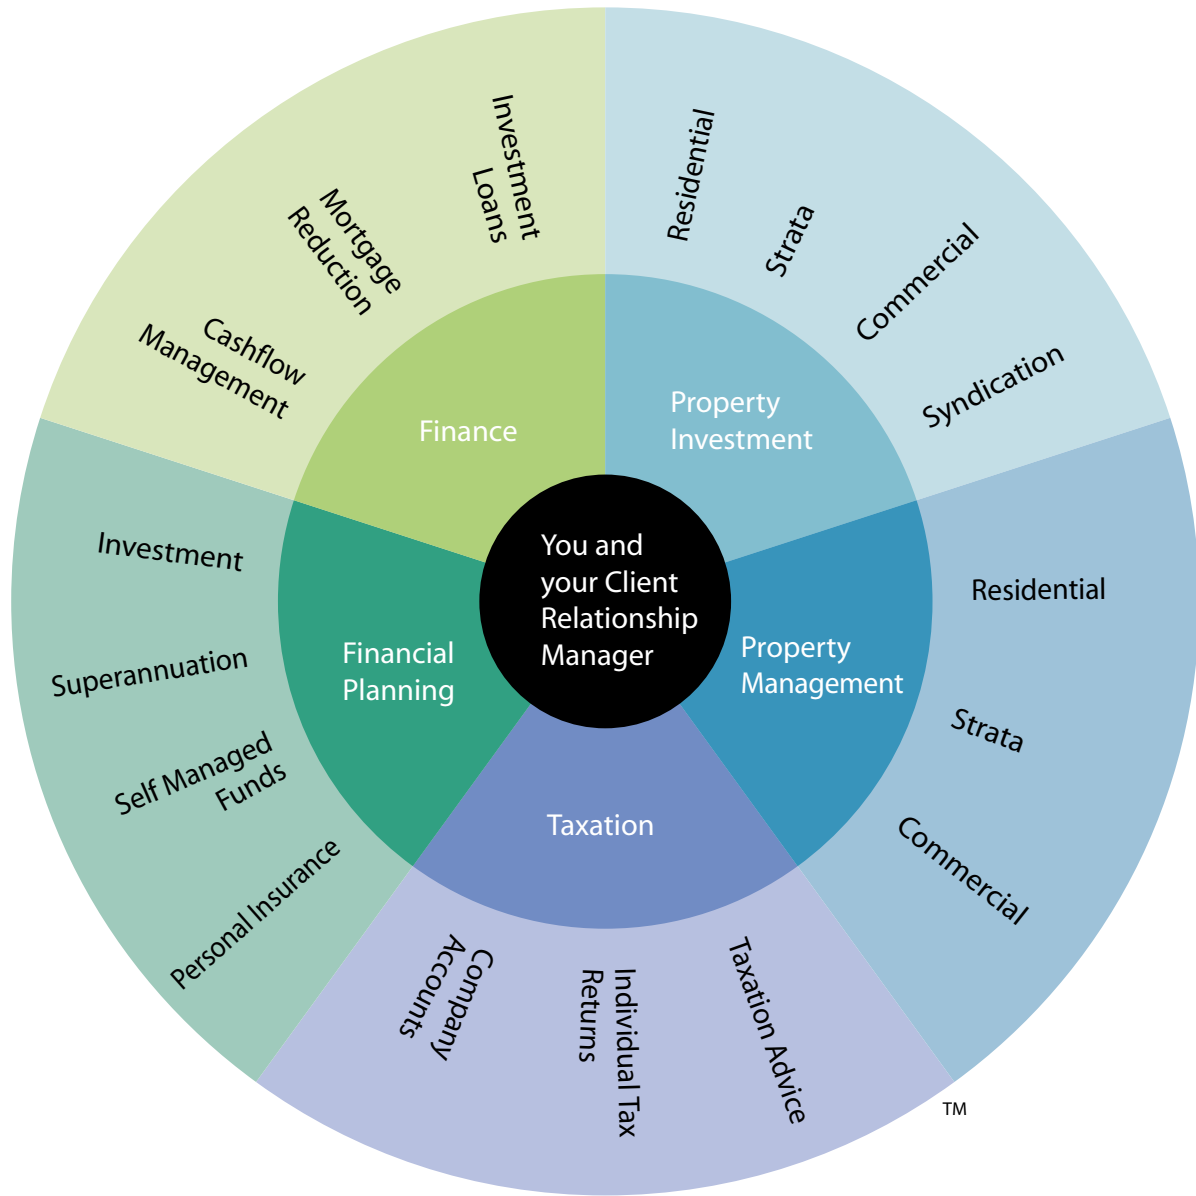 Investment
Loans
Mortgage
Reduction
Cashflow
Management
Finance
Residential
Strata
Commercial
Syndication
Property
Investment
You and
your Client
Relationship
Manager
Residential
Strata
Commercial
Property
Management
Taxation Advice
Individual Tax
Returns
Company
Accounts
Taxation
Investment
Superannuation
Self Managed
Funds
Personal Insurance
Financial
Planning
TM